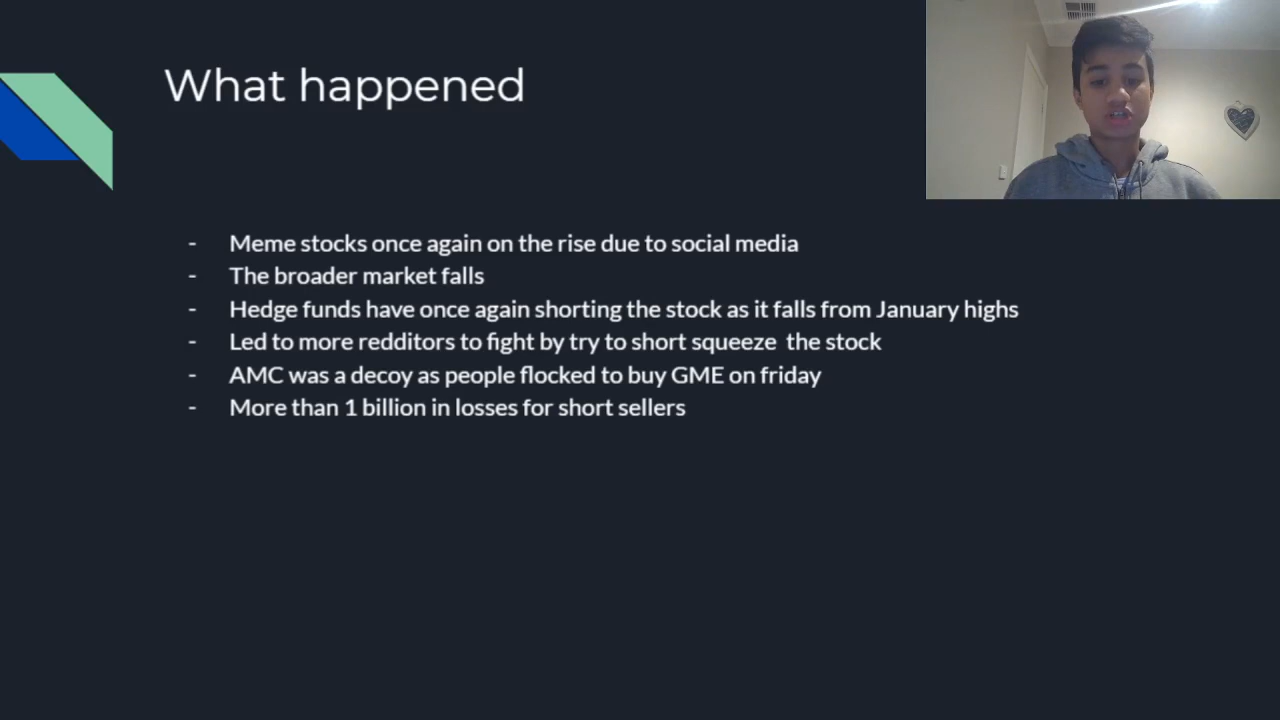 What happened
- Meme stocks once again on the rise due to social media
- The broader market falls
- Hedge funds have once again shorting the stock as it falls from January highs
- Led to more redditors to fight by try to short squeeze  the stock
- AMC was a decoy as people flocked to buy GME on friday
- More than 1 billion in losses for short sellers